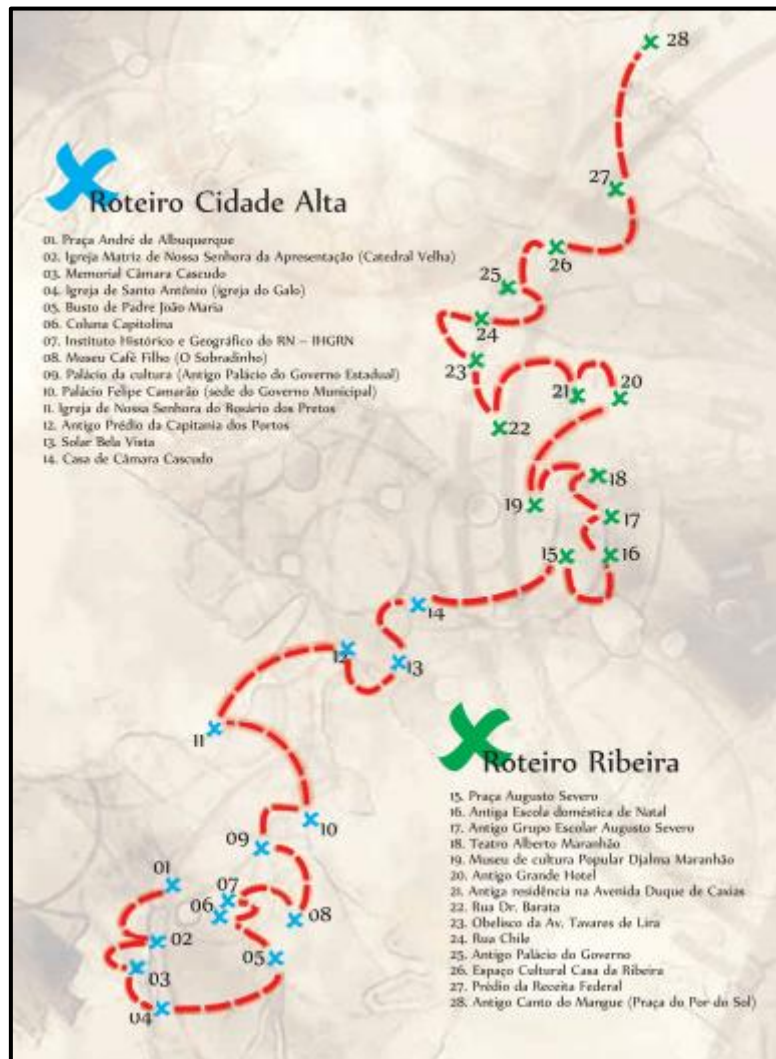 28
27
26
25
24
23
22
21
20
19
18
17
16
15
14
13
12
11
10
09
08
07
06
05
04
03
02
01
Roteiro Cidade Alta
01. Praça André de Albuquerque
02. Igreja Matriz de Nossa Senhora da Apresentação (Catedral Velha)
03. Memorial Câmara Cascudo
04. Igreja de Santo Antônio (igreja do Galo)
05. Busto de Padre João Maria
06. Coluna Capitolina
07. Instituto Histórico e Geográfico do RN – IHGRN
08. Museu Café Filho (O Sobradinho)
09. Palácio da cultura (Antigo Palácio do Governo Estadual)
10. Palácio Felipe Camarão (sede do Governo Municipal)
11. Igreja de Nossa Senhora do Rosário dos Pretos
12. Antigo Prédio da Capitania dos Portos
13. Solar Bela Vista
14. Casa de Câmara Cascudo
Roteiro Ribeira
15. Praça Augusto Severo
16. Antiga Escola doméstica de Natal
17. Antigo Grupo Escolar Augusto Severo
18. Teatro Alberto Maranhão
19. Museu de cultura Popular Djalma Maranhão
20. Antigo Grande Hotel
21. Antiga residência na Avenida Duque de Caxias
22. Rua Dr. Barata
23. Obelisco da Av. Tavares de Lira
24. Rua Chile
25. Antigo Palácio do Governo
26. Espaço Cultural Casa da Ribeira
27. Prédio da Receita Federal
28. Antigo Canto do Mangue (Praça do Por do Sol)